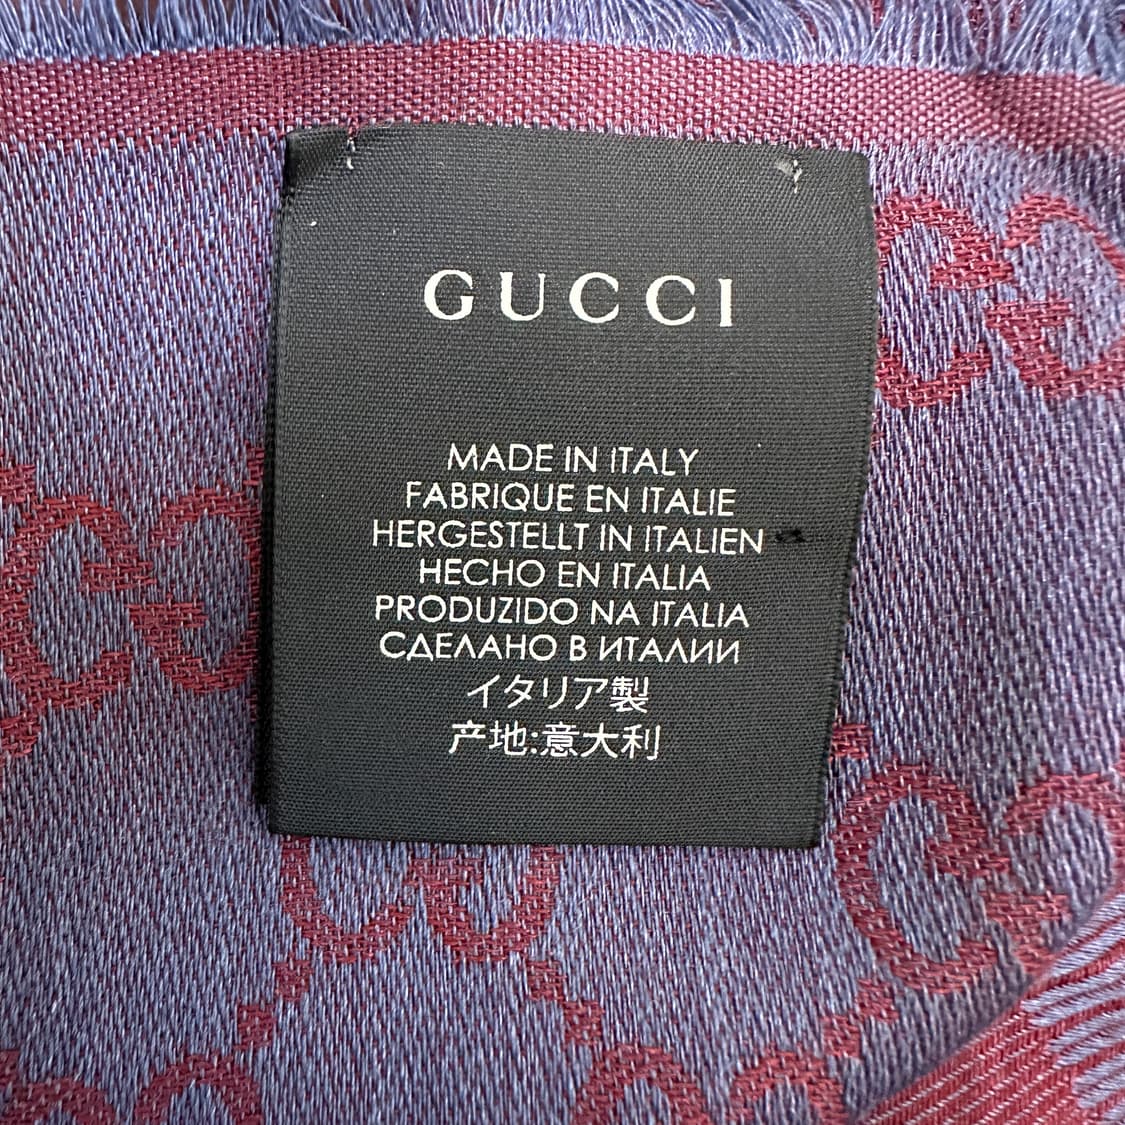 GUCCI
MADE IN ITALY
FABRIQUE EN ITALIE
HERGESTELLT IN ITALIEN
HECHO EN ITALIA
PRODUZIDO NA ITALIA
СДЕЛАНО В ИТАЛИИ
イタリア製
产地:意大利